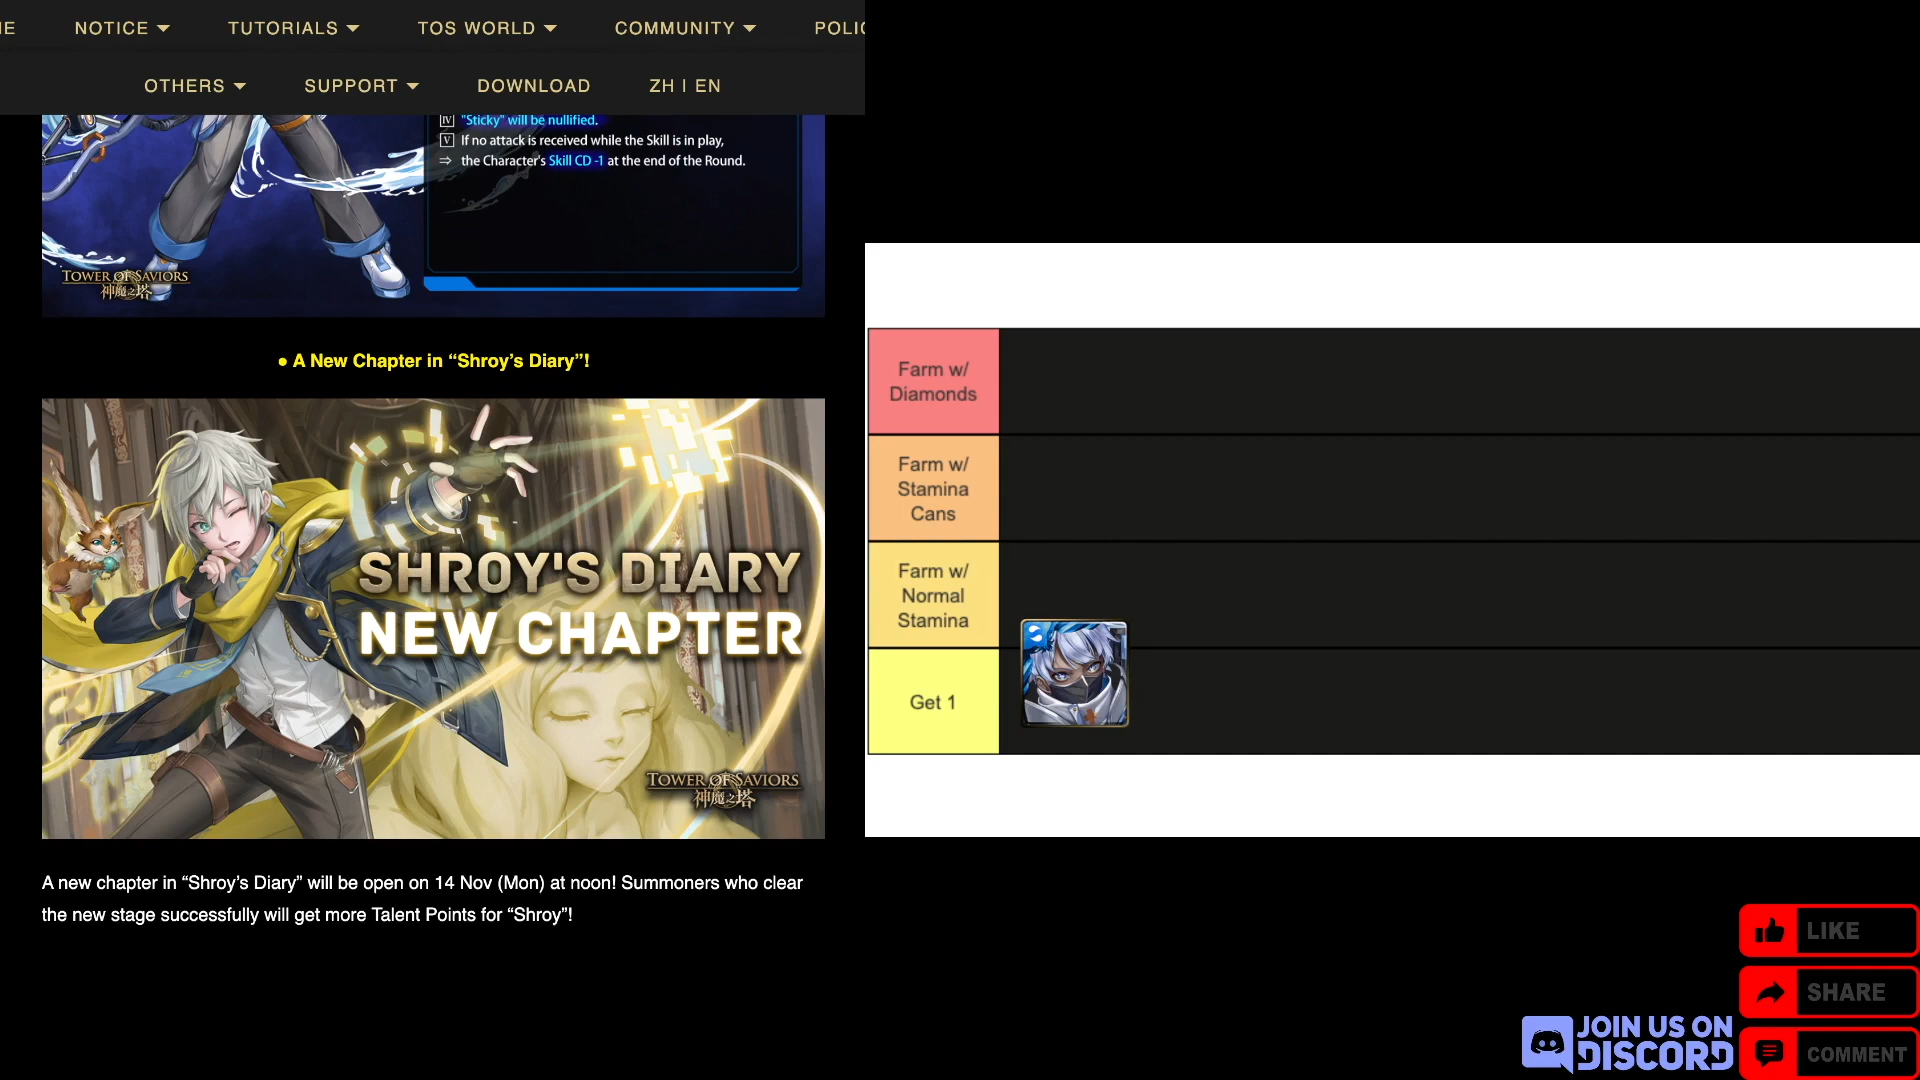 IE NOTICE TUTORIALS TOS WORLD COMMUNITY POLIC
OTHERS SUPPORT DOWNLOAD ZH | EN
IV "Sticky" will be nullified.
V If no attack is received while the Skill is in play,
⇒ the Character's Skill CD -1 at the end of the Round.
TOWER OF SAVIORS
神魔之塔
● A New Chapter in “Shroy’s Diary”!
SHROY'S DIARY
NEW CHAPTER
TOWER OF SAVIORS
神魔之塔
A new chapter in “Shroy’s Diary” will be open on 14 Nov (Mon) at noon! Summoners who clear
the new stage successfully will get more Talent Points for “Shroy”!
Farm w/
Diamonds
Farm w/
Stamina
Cans
Farm w/
Normal
Stamina
Get 1
LIKE
SHARE
COMMENT
JOIN US ON
DISCORD